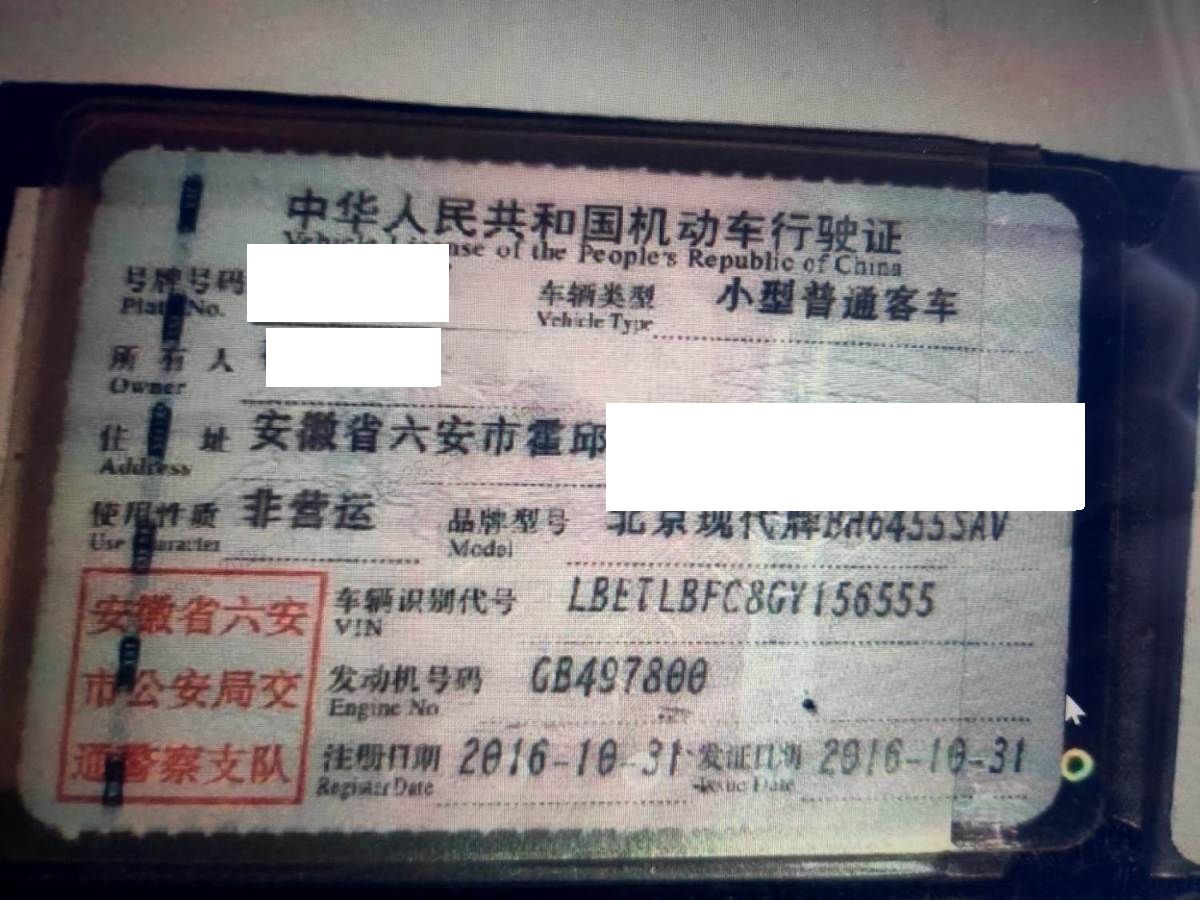 中华人民共和国机动车行驶证
Vehicle License of the People's Republic of China
号牌号码
Plate No.
车辆类型 小型普通客车
Vehicle Type
所有人
Owner
住址 安徽省六安市霍邱
Address
使用性质 非营运
Use Character
品牌型号 北京现代牌BH6455SAV
Model
安徽省六安
市公安局交
通警察支队
车辆识别代号 LBETLBFC8GY156555
VIN
发动机号码 GB497800
Engine No
注册日期 2016-10-31
Register Date
发证日期 2016-10-31
Issue Date